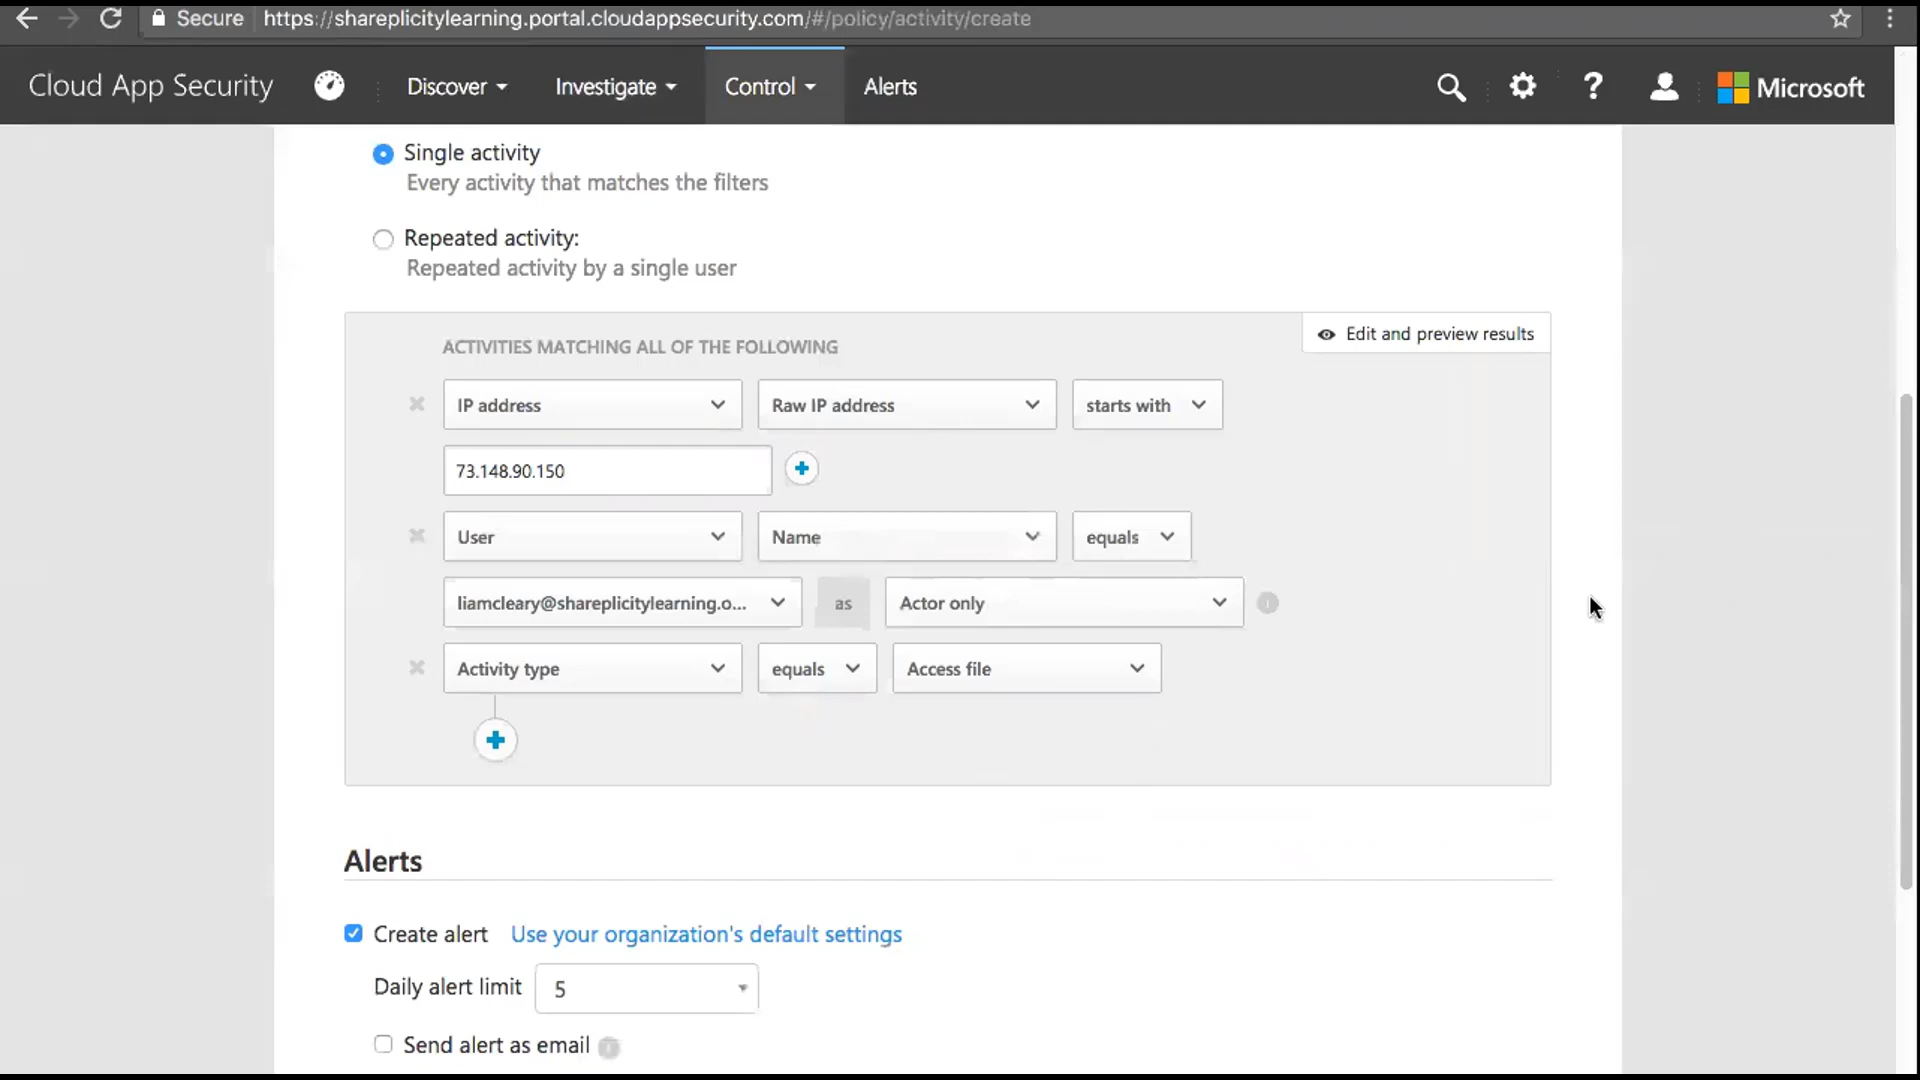 Secure https://shareplicitylearning.portal.cloudappsecurity.com/#/policy/activity/create
Cloud App Security Discover Investigate Control Alerts ? Microsoft
Single activity
Every activity that matches the filters
Repeated activity:
Repeated activity by a single user
Edit and preview results
ACTIVITIES MATCHING ALL OF THE FOLLOWING
IP address Raw IP address starts with
73.148.90.150
User Name equals
liamcleary@shareplicitylearning.o... as Actor only
Activity type equals Access file
Alerts
Create alert Use your organization's default settings
Daily alert limit 5
Send alert as email